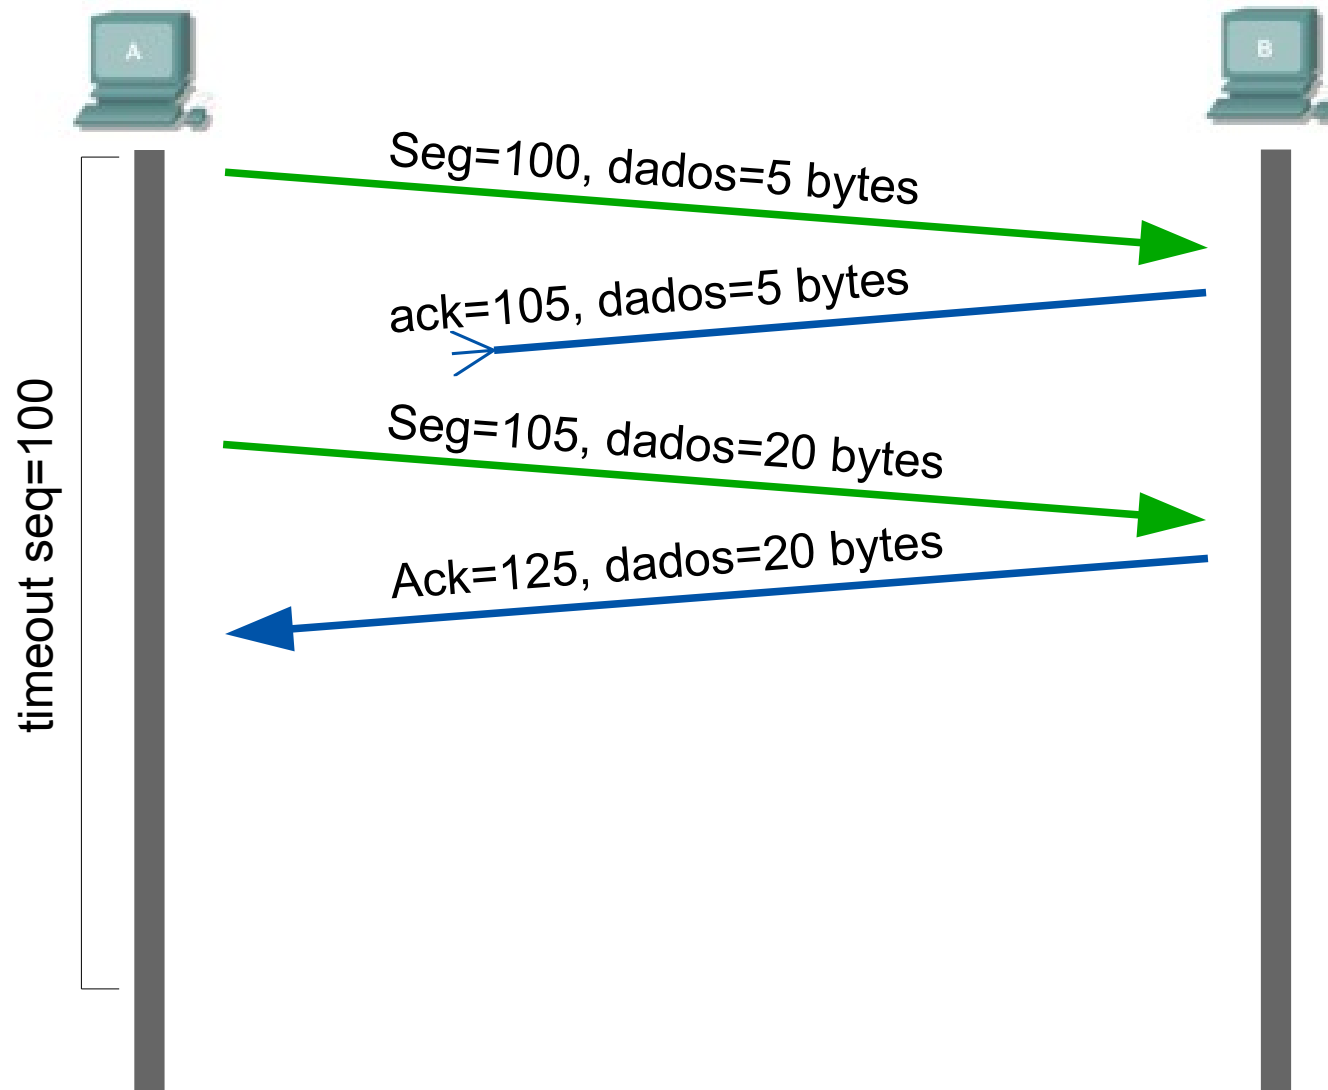 A
B
Seg=100, dados=5 bytes
ack=105, dados=5 bytes
Seg=105, dados=20 bytes
Ack=125, dados=20 bytes
timeout seq=100